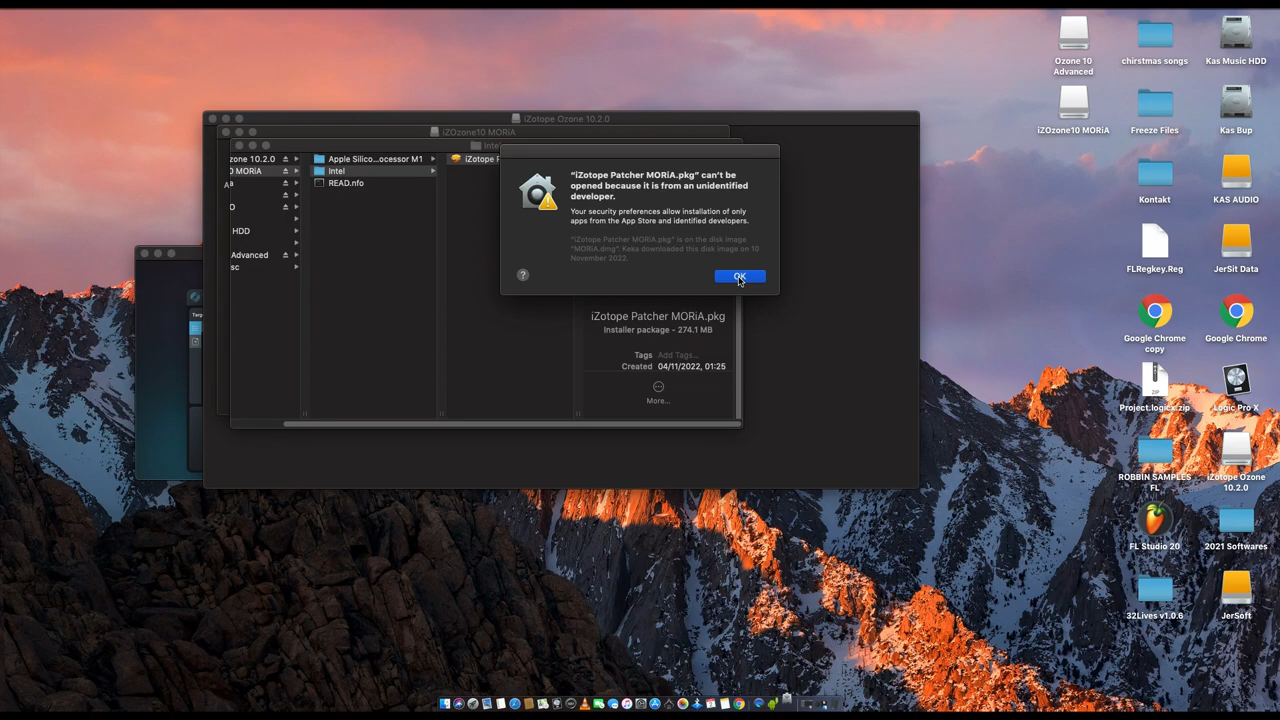 iZotope Ozone 10.2.0
iZOzone10 MORiA
Inte
zone 10.2.0
Apple Silico...ocessor M1
iZotope P
D MORiA
Intel
READ.nfo
D
HDD
Advanced
sc
Targ
“iZotope Patcher MORiA.pkg” can’t be
opened because it is from an unidentified
developer.
Your security preferences allow installation of only
apps from the App Store and identified developers.
“iZotope Patcher MORiA.pkg” is on the disk image
“MORiA.dmg”. Keka downloaded this disk image on 10
November 2022.
?
OK
iZotope Patcher MORiA.pkg
Installer package - 274.1 MB
Tags Add Tags...
Created 04/11/2022, 01:25
More...
Ozone 10
Advanced
chirstmas songs
Kas Music HDD
iZOzone10 MORiA
Freeze Files
Kas Bup
Kontakt
KAS AUDIO
FLRegkey.Reg
JerSit Data
Google Chrome
copy
Google Chrome
ZIP
Project.logicx.zip
Logic Pro X
ROBBIN SAMPLES
FL
iZotope Ozone
10.2.0
FL Studio 20
2021 Softwares
32Lives v1.0.6
JerSoft